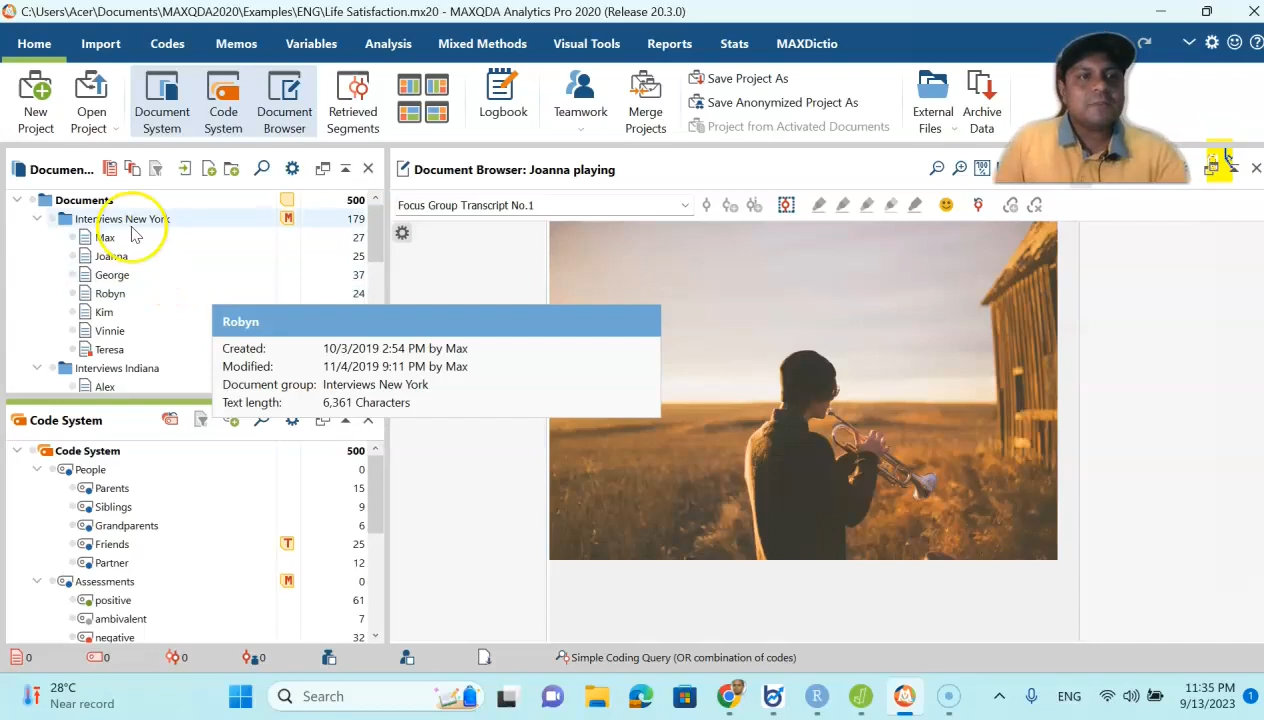 C:\Users\Acer\Documents\MAXQDA2020\Examples\ENG\Life Satisfaction.mx20 - MAXQDA Analytics Pro 2020 (Release 20.3.0)
Home Import Codes Memos Variables Analysis Mixed Methods Visual Tools Reports Stats MAXDictio
New Project
Open Project
Document System
Code System
Document Browser
Retrieved Segments
Logbook
Teamwork
Merge Projects
Save Project As
Save Anonymized Project As
Project from Activated Documents
External Files
Archive Data
Documen...
Documents 500
Interviews New York M 179
Max 27
Joanna 25
George 37
Robyn 24
Kim
Vinnie
Teresa
Interviews Indiana
Alex
Robyn
Created: 10/3/2019 2:54 PM by Max
Modified: 11/4/2019 9:11 PM by Max
Document group: Interviews New York
Text length: 6,361 Characters
Code System
Code System 500
People 0
Parents 15
Siblings 9
Grandparents 6
Friends T 25
Partner 12
Assessments M 0
positive 61
ambivalent 7
negative 32
Document Browser: Joanna playing
100%
Focus Group Transcript No.1
0 0 0 0
Simple Coding Query (OR combination of codes)
28°C
Near record
Search
ENG
11:35 PM
9/13/2023
1